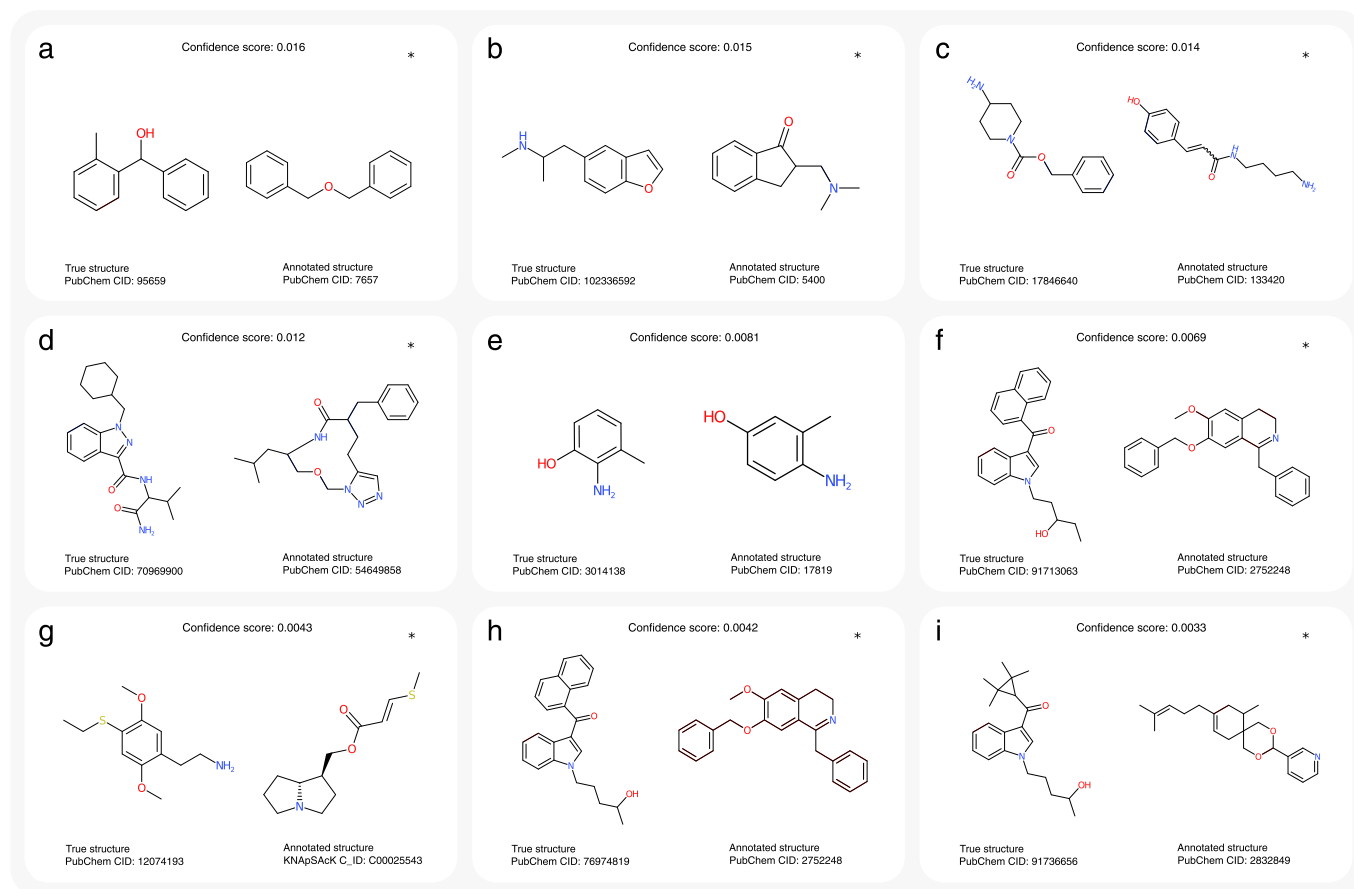 a
Confidence score: 0.016
*
OH
O
True structure
PubChem CID: 95659
Annotated structure
PubChem CID: 7657
b
Confidence score: 0.015
*
H
N
O
O
N
True structure
PubChem CID: 102336592
Annotated structure
PubChem CID: 5400
c
Confidence score: 0.014
*
H₂N
N
O
O
HO
H
N
O
NH₂
True structure
PubChem CID: 17846640
Annotated structure
PubChem CID: 133420
d
Confidence score: 0.012
*
N
N
O
NH
O
NH₂
O
NH
O
N
N
N
True structure
PubChem CID: 70969900
Annotated structure
PubChem CID: 54649858
e
Confidence score: 0.0081
HO
NH₂
HO
NH₂
True structure
PubChem CID: 3014138
Annotated structure
PubChem CID: 17819
f
Confidence score: 0.0069
*
O
N
HO
O
O
N
True structure
PubChem CID: 91713063
Annotated structure
PubChem CID: 2752248
g
Confidence score: 0.0043
*
O
S
NH₂
O
S
O
O
N
True structure
PubChem CID: 12074193
Annotated structure
KNApSAcK C_ID: C00025543
h
Confidence score: 0.0042
*
O
N
OH
O
O
N
True structure
PubChem CID: 76974819
Annotated structure
PubChem CID: 2752248
i
Confidence score: 0.0033
*
O
N
OH
O
O
N
True structure
PubChem CID: 91736656
Annotated structure
PubChem CID: 2832849